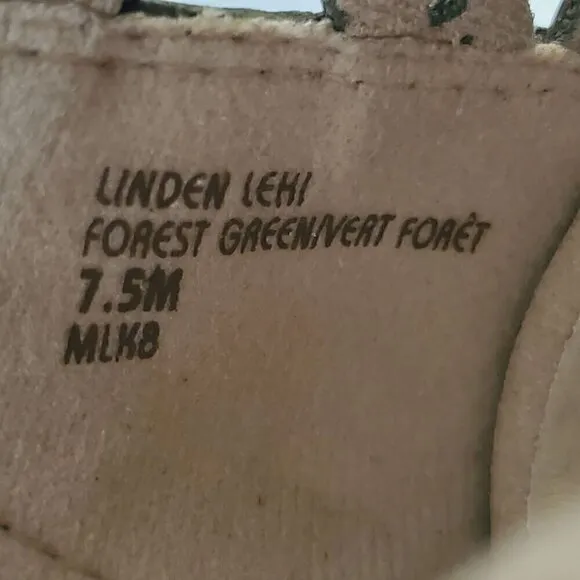 LINDEN LEHI
FOREST GREEN/VERT FORÊT
7.5M
MLK8